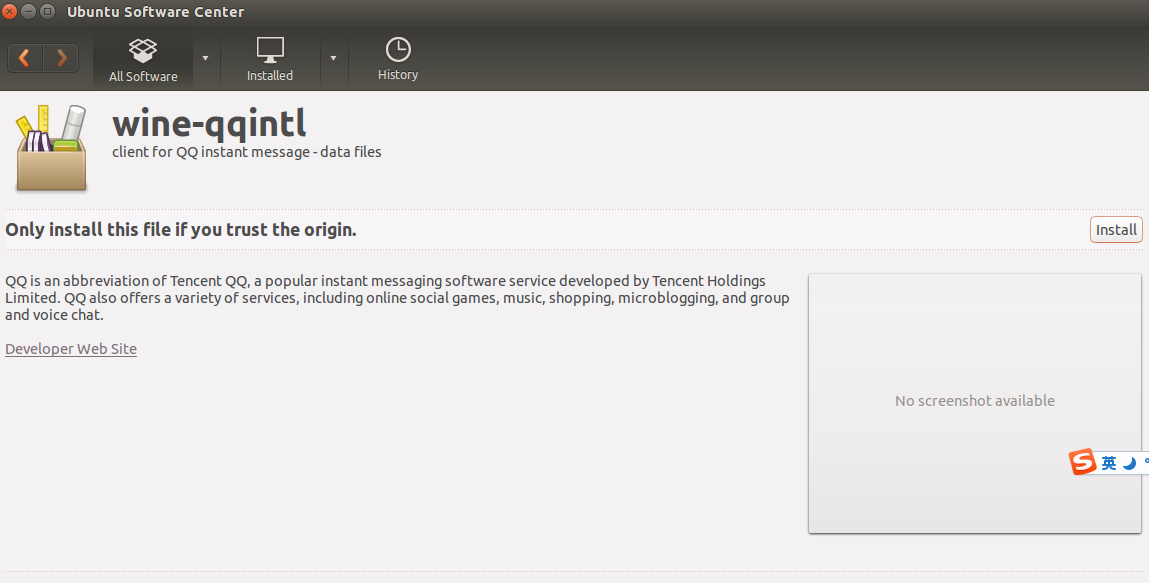 Ubuntu Software Center
All Software
Installed
History
wine-qqintl
client for QQ instant message - data files
Only install this file if you trust the origin.
Install
QQ is an abbreviation of Tencent QQ, a popular instant messaging software service developed by Tencent Holdings
Limited. QQ also offers a variety of services, including online social games, music, shopping, microblogging, and group
and voice chat.
Developer Web Site
No screenshot available
S 英